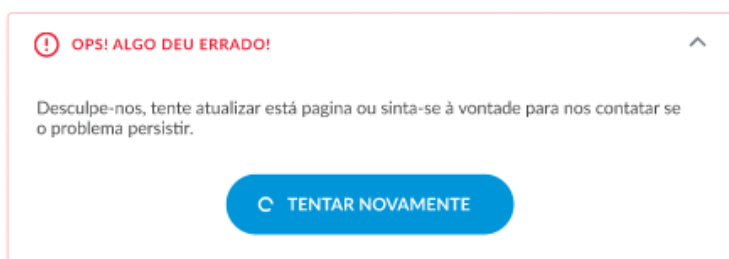 OPS! ALGO DEU ERRADO!
Desculpe-nos, tente atualizar está pagina ou sinta-se à vontade para nos contatar se
o problema persistir.
TENTAR NOVAMENTE